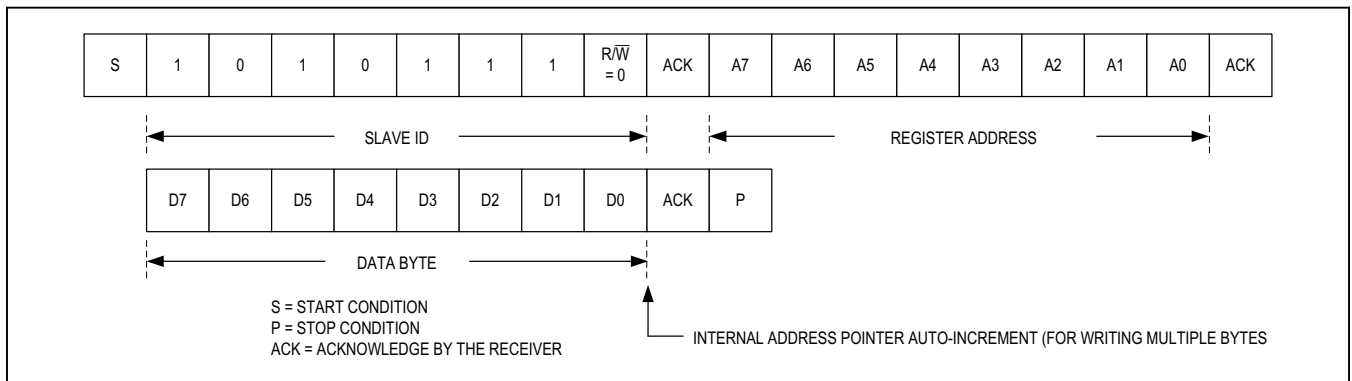 S 1 0 1 0 1 1 1 R/W̅ = 0 ACK A7 A6 A5 A4 A3 A2 A1 A0 ACK
SLAVE ID REGISTER ADDRESS
D7 D6 D5 D4 D3 D2 D1 D0 ACK P
DATA BYTE
S = START CONDITION
P = STOP CONDITION
ACK = ACKNOWLEDGE BY THE RECEIVER
INTERNAL ADDRESS POINTER AUTO-INCREMENT (FOR WRITING MULTIPLE BYTES